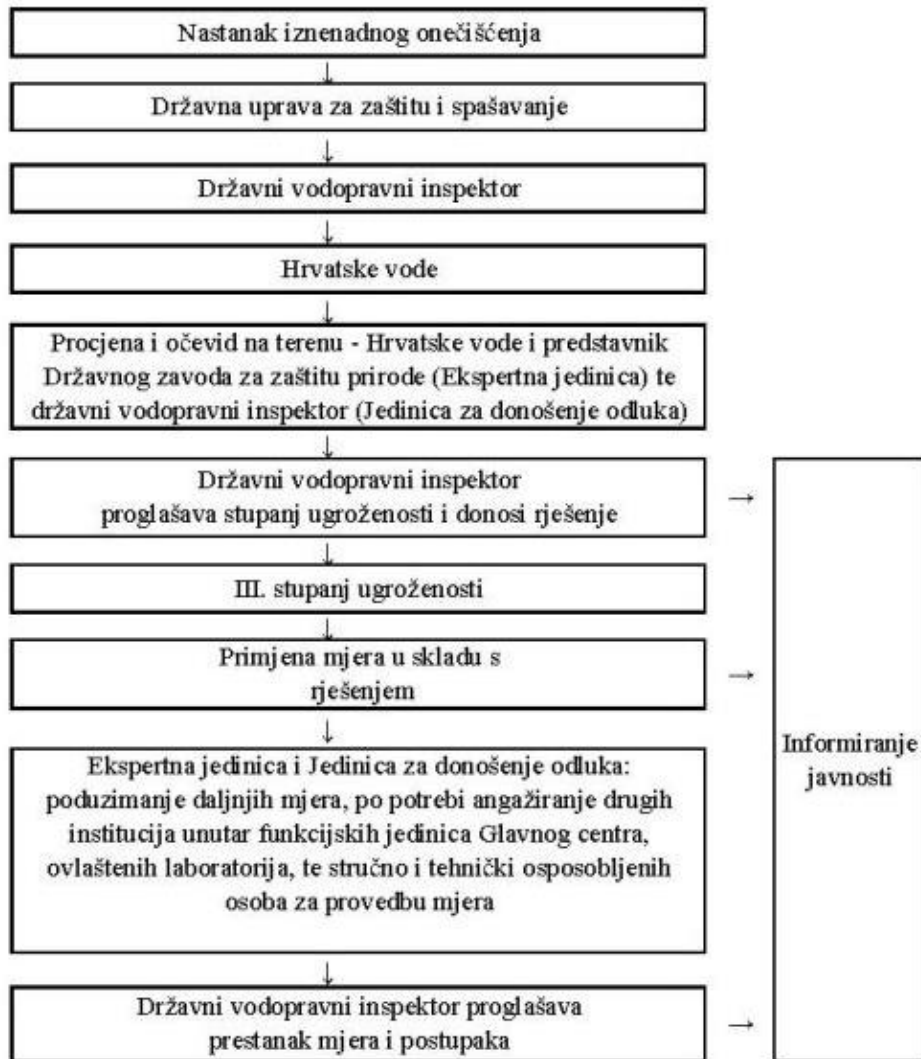 Nastanak iznenadnog onečišćenja
↓
Državna uprava za zaštitu i spašavanje
↓
Državni vodopravni inspektor
↓
Hrvatske vode
↓
Procjena i očevid na terenu - Hrvatske vode i predstavnik
Državnog zavoda za zaštitu prirode (Ekspertna jedinica) te
državni vodopravni inspektor (Jedinica za donošenje odluka)
↓
Državni vodopravni inspektor
proglašava stupanj ugroženosti i donosi rješenje
→
↓
III. stupanj ugroženosti
↓
Primjena mjera u skladu s
rješenjem
→
↓
Ekspertna jedinica i Jedinica za donošenje odluka:
poduzimanje daljnjih mjera, po potrebi angažiranje drugih
institucija unutar funkcijskih jedinica Glavnog centra,
ovlaštenih laboratorija, te stručno i tehnički osposobljenih
osoba za provedbu mjera
↓
Državni vodopravni inspektor proglašava
prestanak mjera i postupaka
→
Informiranje
javnosti